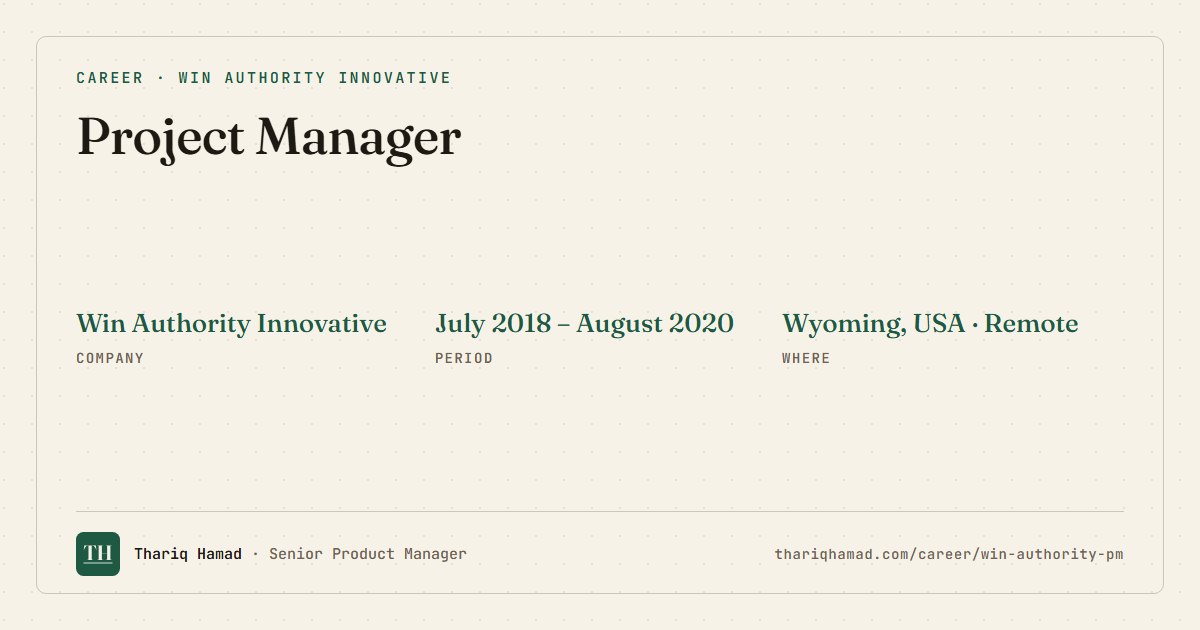 CAREER · WIN AUTHORITY INNOVATIVE
Project Manager
Win Authority Innovative
COMPANY
July 2018 – August 2020
PERIOD
Wyoming, USA · Remote
WHERE
TH
Thariq Hamad · Senior Product Manager
thariqhamad.com/career/win-authority-pm